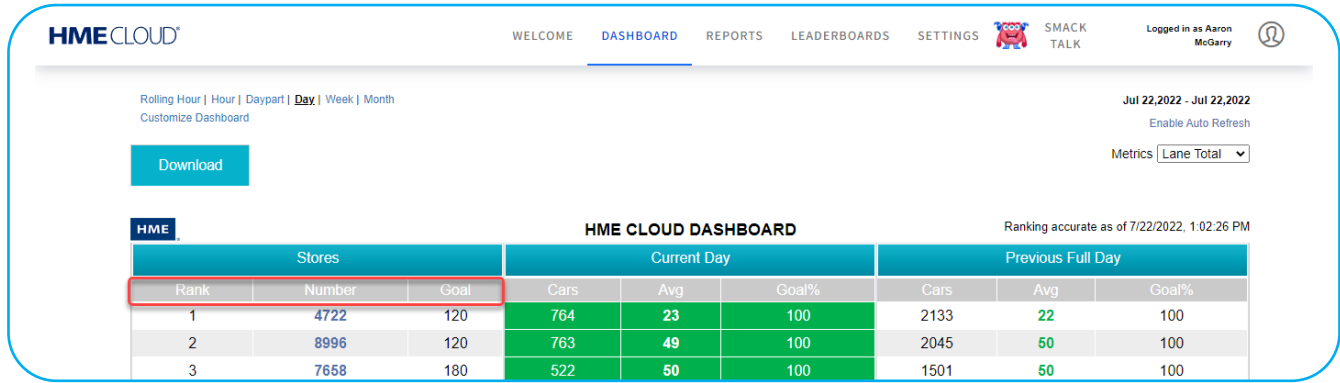 HME CLOUD®
WELCOME DASHBOARD REPORTS LEADERBOARDS SETTINGS SMACK TALK Logged in as Aaron McGarry
Rolling Hour | Hour | Daypart | Day | Week | Month
Customize Dashboard
Jul 22,2022 - Jul 22,2022
Enable Auto Refresh
Download
Metrics Lane Total
HME
HME CLOUD DASHBOARD
Ranking accurate as of 7/22/2022, 1:02:26 PM
Stores Current Day Previous Full Day
Rank Number Goal Cars Avg Goal% Cars Avg Goal%
1 4722 120 764 23 100 2133 22 100
2 8996 120 763 49 100 2045 50 100
3 7658 180 522 50 100 1501 50 100